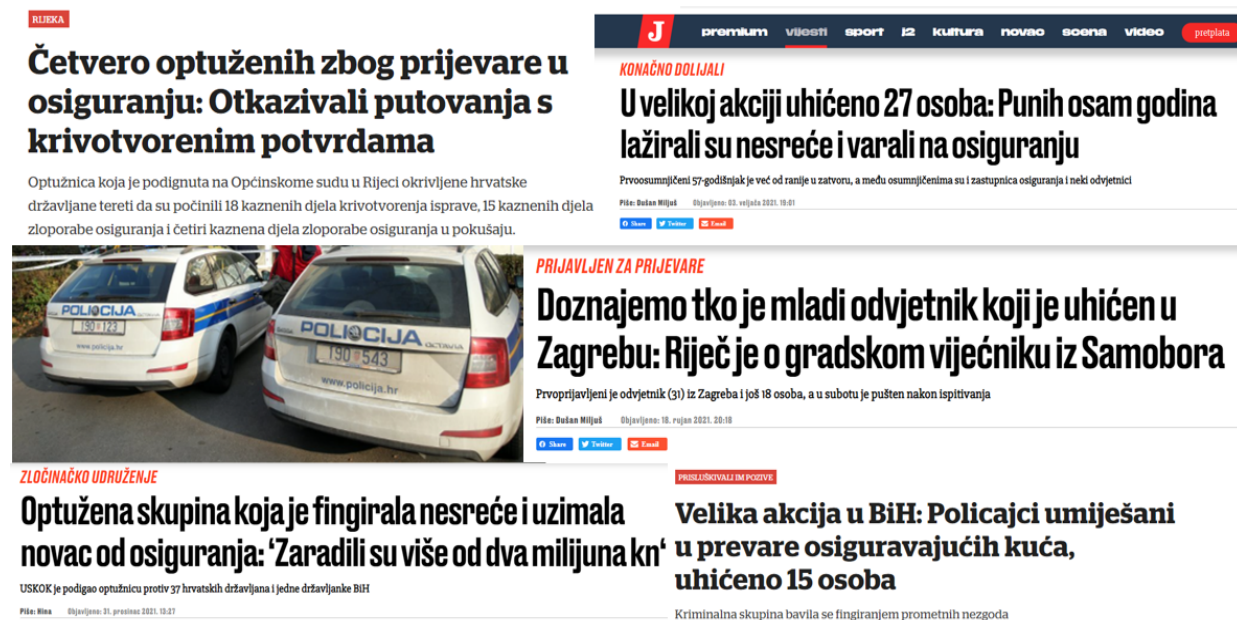 RIJEKA
Četvero optuženih zbog prijevare u
osiguranju: Otkazivali putovanja s
krivotvorenim potvrdama
Optužnica koja je podignuta na Općinskome sudu u Rijeci okrivljene hrvatske
državljane tereti da su počinili 18 kaznenih djela krivotvorenja isprave, 15 kaznenih djela
zloporabe osiguranja i četiri kaznena djela zloporabe osiguranja u pokušaju.
J premium vijesti sport j2 kultura novac scena video pretplata
KONAČNO DOLIJALI
U velikoj akciji uhićeno 27 osoba: Punih osam godina
lažirali su nesreće i varali na osiguranju
Prvoosumnjičeni 57-godišnjak je već od ranije u zatvoru, a među osumnjičenima su i zastupnica osiguranja i neki odvjetnici
Piše: Dušan Miljuš Objavljeno: 03. veljača 2021. 19:01
Share Twitter Email
POLICIJA
190 123
www.policija.hr
POLICIJA
OCTAVIA
190 543
www.policija.hr
PRIJAVLJEN ZA PRIJEVARE
Doznajemo tko je mladi odvjetnik koji je uhićen u
Zagrebu: Riječ je o gradskom vijećniku iz Samobora
Prvoprijavljeni je odvjetnik (31) iz Zagreba i još 18 osoba, a u subotu je pušten nakon ispitivanja
Piše: Dušan Miljuš Objavljeno: 18. rujan 2021. 20:18
Share Twitter Email
ZLOČINAČKO UDRUŽENJE
Optužena skupina koja je fingirala nesreće i uzimala
novac od osiguranja: ‘Zaradili su više od dva milijuna kn‘
USKOK je podigao optužnicu protiv 37 hrvatskih državljana i jedne državljanke BiH
Piše: Hina Objavljeno: 31. prosinac 2021. 13:27
PRISLUŠKIVALI IM POZIVE
Velika akcija u BiH: Policajci umiješani
u prevare osiguravajućih kuća,
uhićeno 15 osoba
Kriminalna skupina bavila se fingiranjem prometnih nezgoda